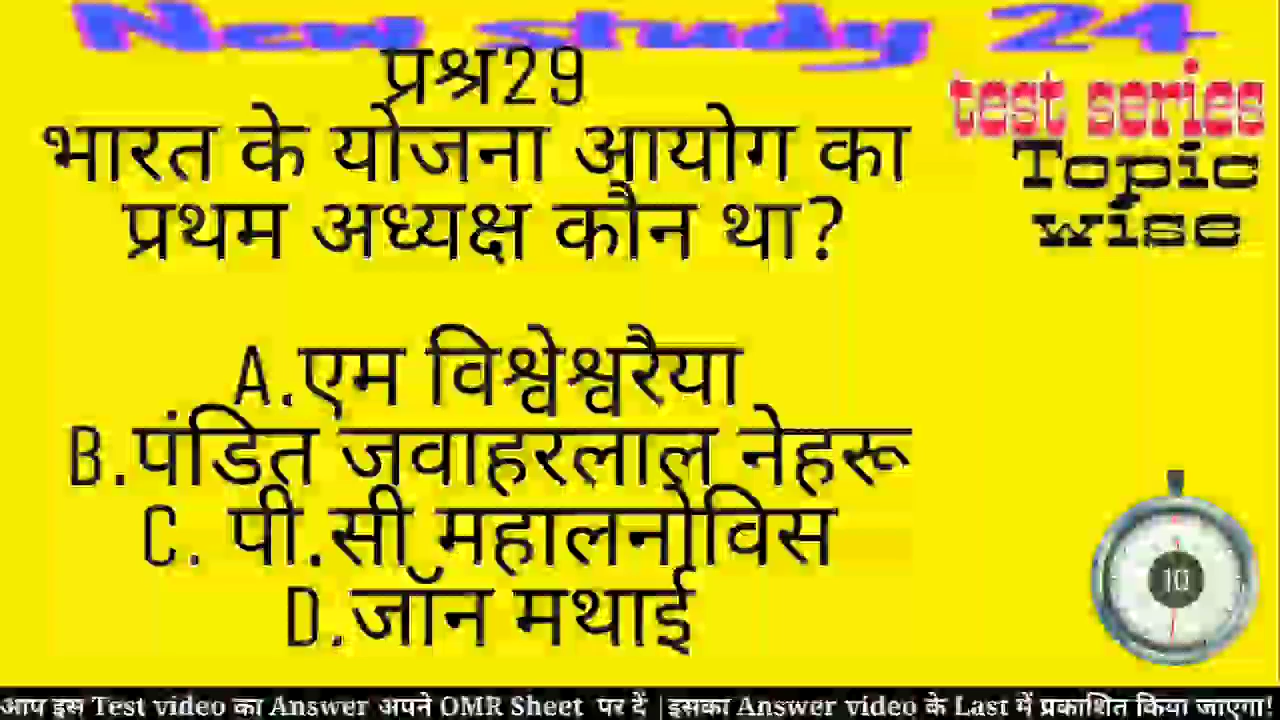 Next study 24
test series
Topic
wise
प्रश्न29
भारत के योजना आयोग का
प्रथम अध्यक्ष कौन था?
A.एम विश्वेश्वरैया
B.पंडित जवाहरलाल नेहरू
C. पी.सी महालनोविस
D.जॉन मथाई
10
आप इस Test video का Answer अपने OMR Sheet पर दें |इसका Answer video के Last में प्रकाशित किया जाएगा!